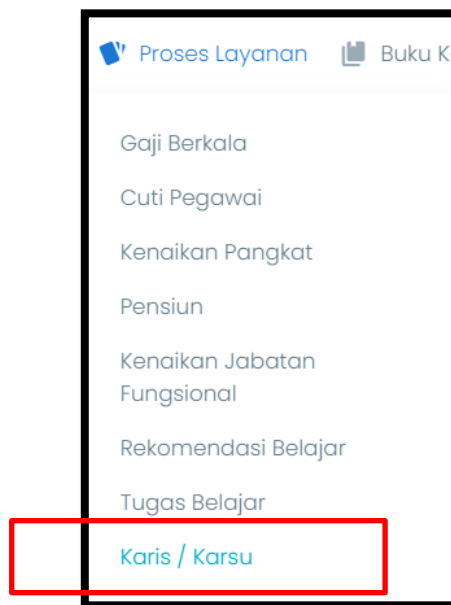 Proses Layanan Buku
Gaji Berkala
Cuti Pegawai
Kenaikan Pangkat
Pensiun
Kenaikan Jabatan
Fungsional
Rekomendasi Belajar
Tugas Belajar
Karis / Karsu